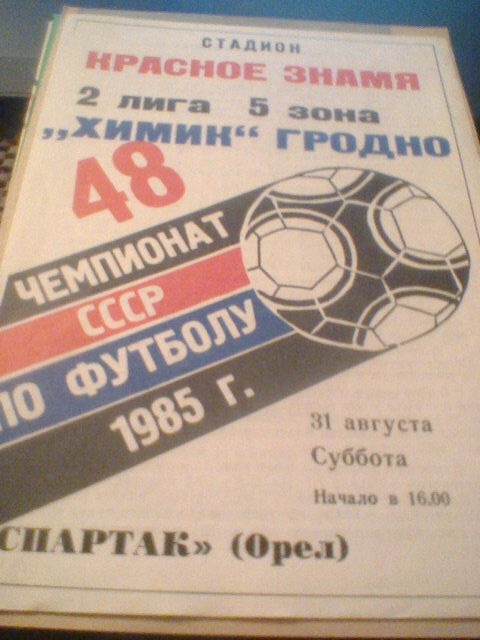 СТАДИОН
КРАСНОЕ ЗНАМЯ
2 лига 5 зона
„ХИМИК“ ГРОДНО
48
ЧЕМПИОНАТ
СССР
ПО ФУТБОЛУ
1985 г.
31 августа
Суббота
Начало в 16.00
СПАРТАК» (Орел)